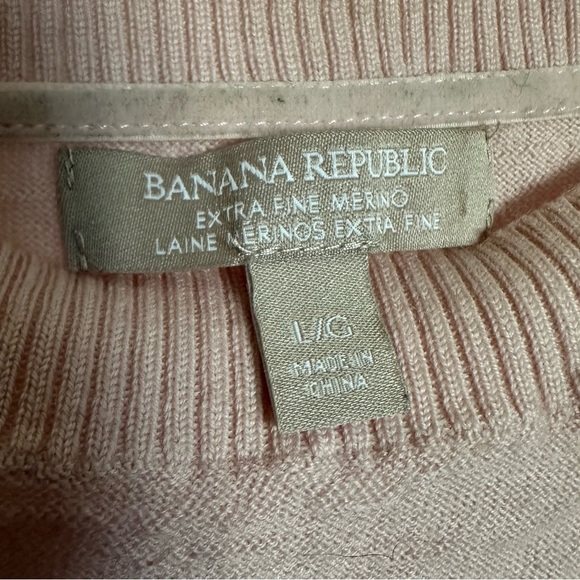 BANANA REPUBLIC
EXTRA FINE MERINO
LAINE MERINOS EXTRA FINE
L/G
MADE IN
CHINA